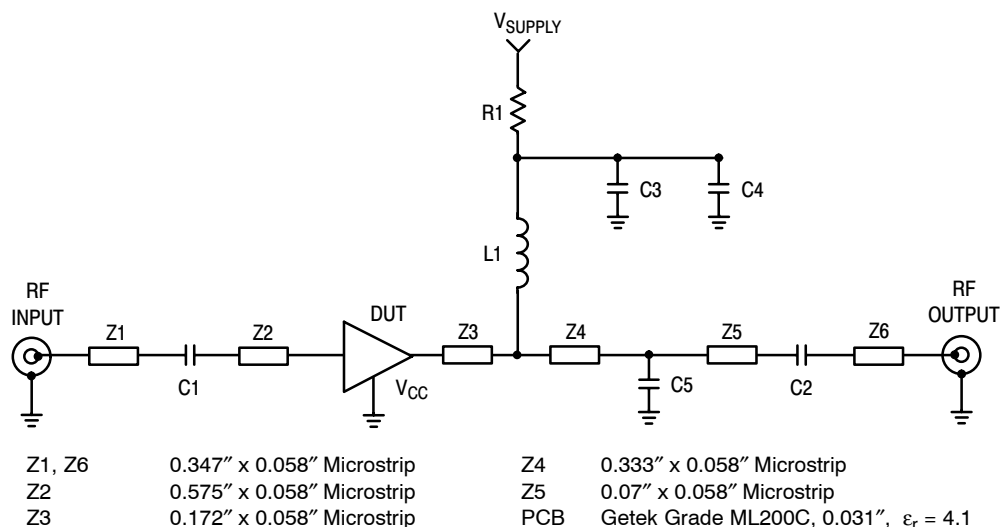 VSUPPLY
R1
C3
C4
L1
RF
INPUT
RF
OUTPUT
DUT
Z1
Z2
Z3
Z4
Z5
Z6
C1
VCC
C5
C2
Z1, Z6 0.347″ x 0.058″ Microstrip
Z2 0.575″ x 0.058″ Microstrip
Z3 0.172″ x 0.058″ Microstrip
Z4 0.333″ x 0.058″ Microstrip
Z5 0.07″ x 0.058″ Microstrip
PCB Getek Grade ML200C, 0.031″, εr = 4.1